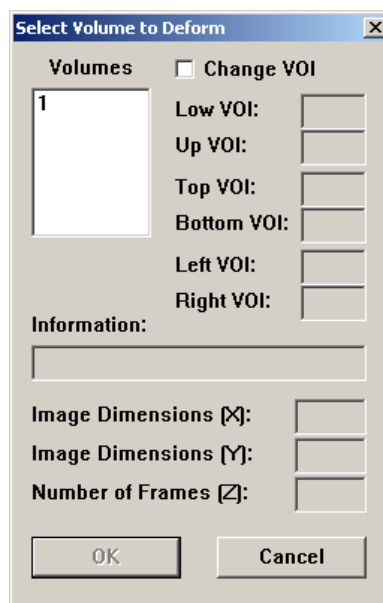 Select Volume to Deform
Volumes
Change VOI
1
Low VOI:
Up VOI:
Top VOI:
Bottom VOI:
Left VOI:
Right VOI:
Information:
Image Dimensions (X):
Image Dimensions (Y):
Number of Frames (Z):
OK
Cancel